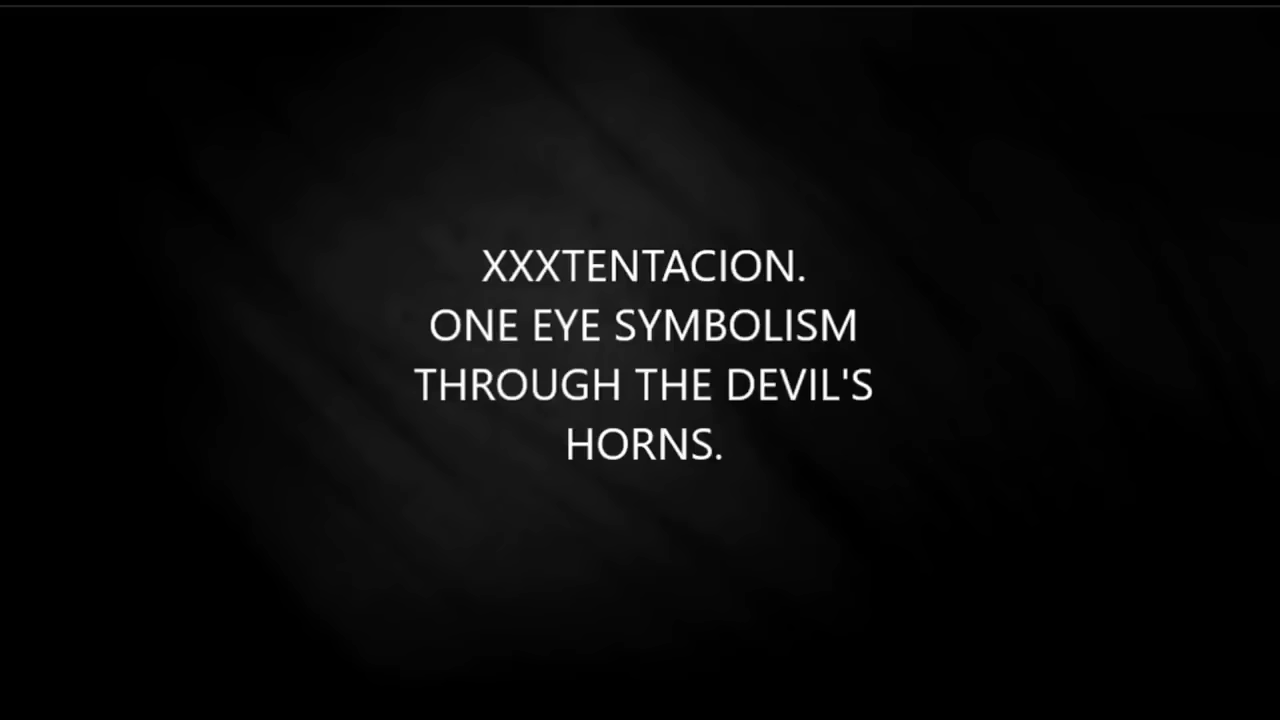 XXXTENTACION.
ONE EYE SYMBOLISM
THROUGH THE DEVIL'S
HORNS.